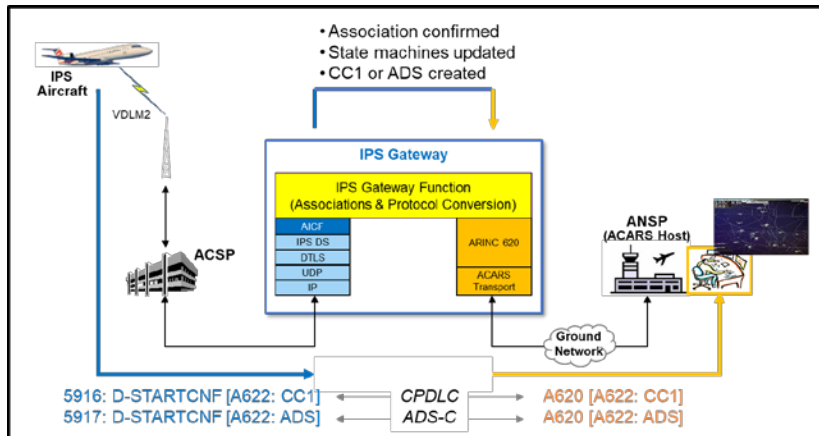 • Association confirmed
• State machines updated
• CC1 or ADS created
IPS
Aircraft
VDLM2
IPS Gateway
IPS Gateway Function
(Associations & Protocol Conversion)
AICF
IPS DS
DTLS
UDP
IP
ARINC 620
ACARS
Transport
ACSP
ANSP
(ACARS Host)
Ground
Network
5916: D-STARTCNF [A622: CC1]
CPDLC
A620 [A622: CC1]
5917: D-STARTCNF [A622: ADS]
ADS-C
A620 [A622: ADS]